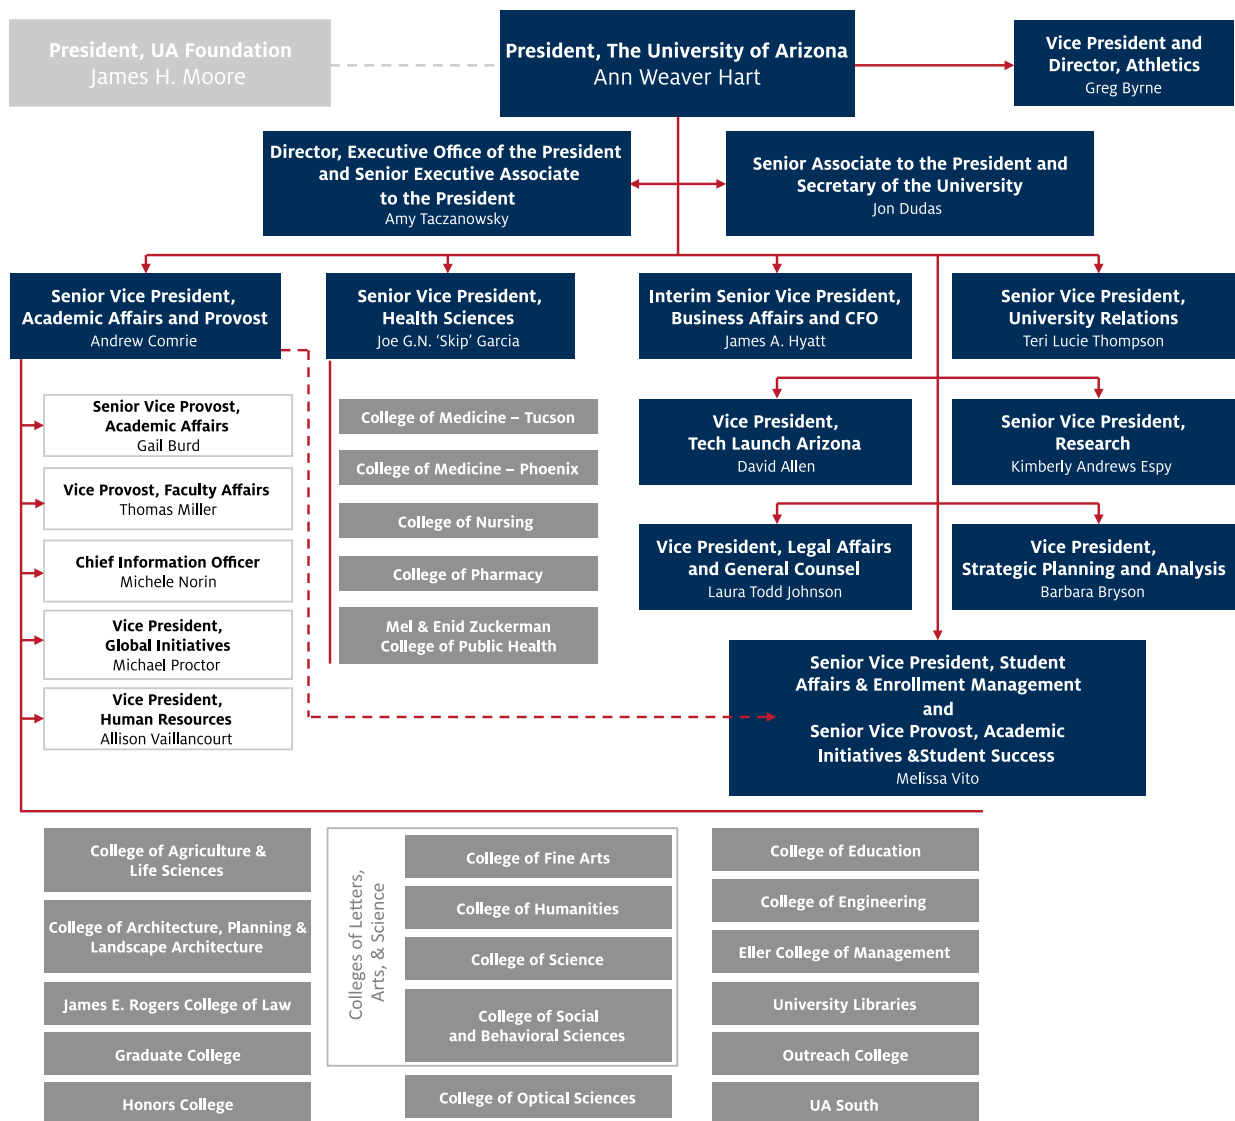 President, UA Foundation
James H. Moore
President, The University of Arizona
Ann Weaver Hart
Vice President and
Director, Athletics
Greg Byrne
Director, Executive Office of the President
and Senior Executive Associate
to the President
Amy Taczanowsky
Senior Associate to the President and
Secretary of the University
Jon Dudas
Senior Vice President,
Academic Affairs and Provost
Andrew Comrie
Senior Vice President,
Health Sciences
Joe G.N. 'Skip' Garcia
Interim Senior Vice President,
Business Affairs and CFO
James A. Hyatt
Senior Vice President,
University Relations
Teri Lucie Thompson
Senior Vice Provost,
Academic Affairs
Gail Burd
Vice Provost, Faculty Affairs
Thomas Miller
Chief Information Officer
Michele Norin
Vice President,
Global Initiatives
Michael Proctor
Vice President,
Human Resources
Allison Vaillancourt
College of Medicine – Tucson
College of Medicine – Phoenix
College of Nursing
College of Pharmacy
Mel & Enid Zuckerman
College of Public Health
Vice President,
Tech Launch Arizona
David Allen
Senior Vice President,
Research
Kimberly Andrews Espy
Vice President, Legal Affairs
and General Counsel
Laura Todd Johnson
Vice President,
Strategic Planning and Analysis
Barbara Bryson
Senior Vice President, Student
Affairs & Enrollment Management
and
Senior Vice Provost, Academic
Initiatives &Student Success
Melissa Vito
College of Agriculture &
Life Sciences
College of Architecture, Planning &
Landscape Architecture
James E. Rogers College of Law
Graduate College
Honors College
Colleges of Letters,
Arts, & Science
College of Fine Arts
College of Humanities
College of Science
College of Social
and Behavioral Sciences
College of Optical Sciences
College of Education
College of Engineering
Eller College of Management
University Libraries
Outreach College
UA South